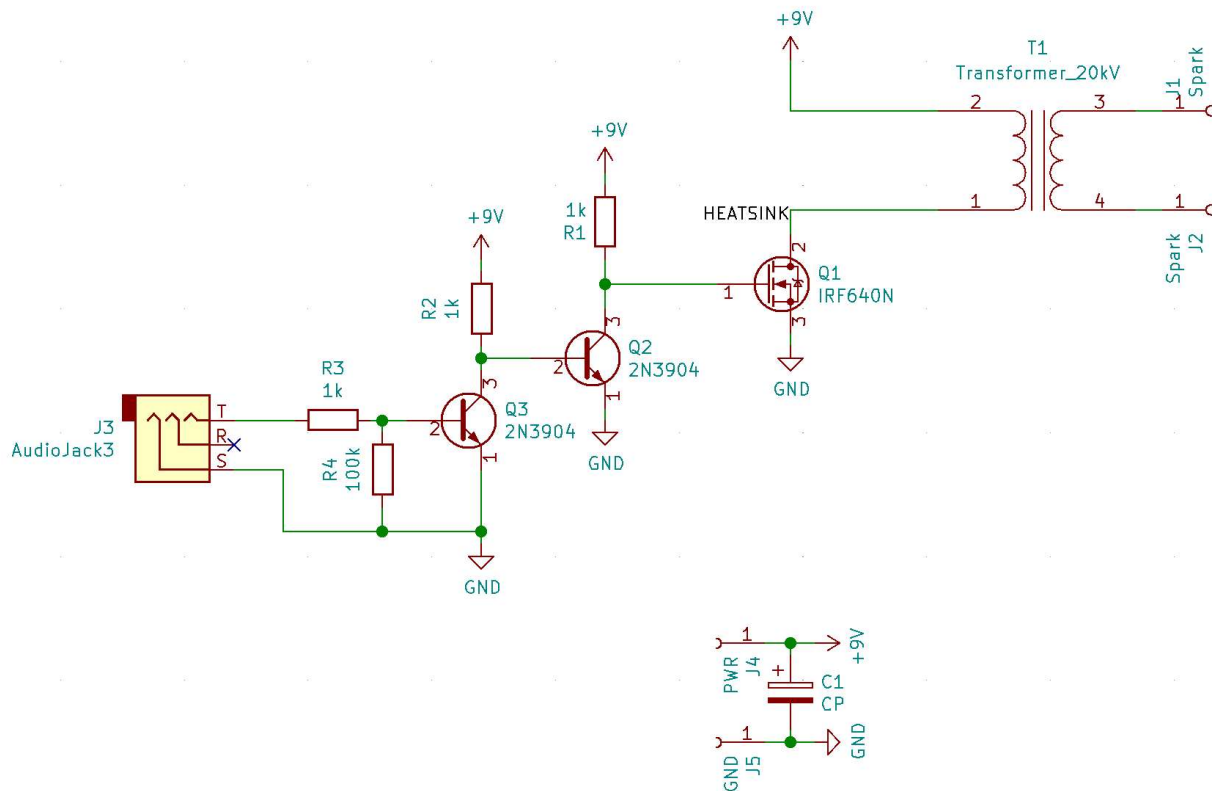 +9V
T1
Transformer_20kV
J1
Spark
2
3
1
+9V
1k
R1
HEATSINK
1
4
1
Spark
J2
+9V
2
Q1
IRF640N
1
3
GND
R2
1k
3
Q2
2N3904
2
1
GND
R3
1k
J3
AudioJack3
T
R
S
3
Q3
2N3904
2
1
R4
100k
GND
1
PWR
J4
+9V
+
C1
CP
1
GND
J5
GND